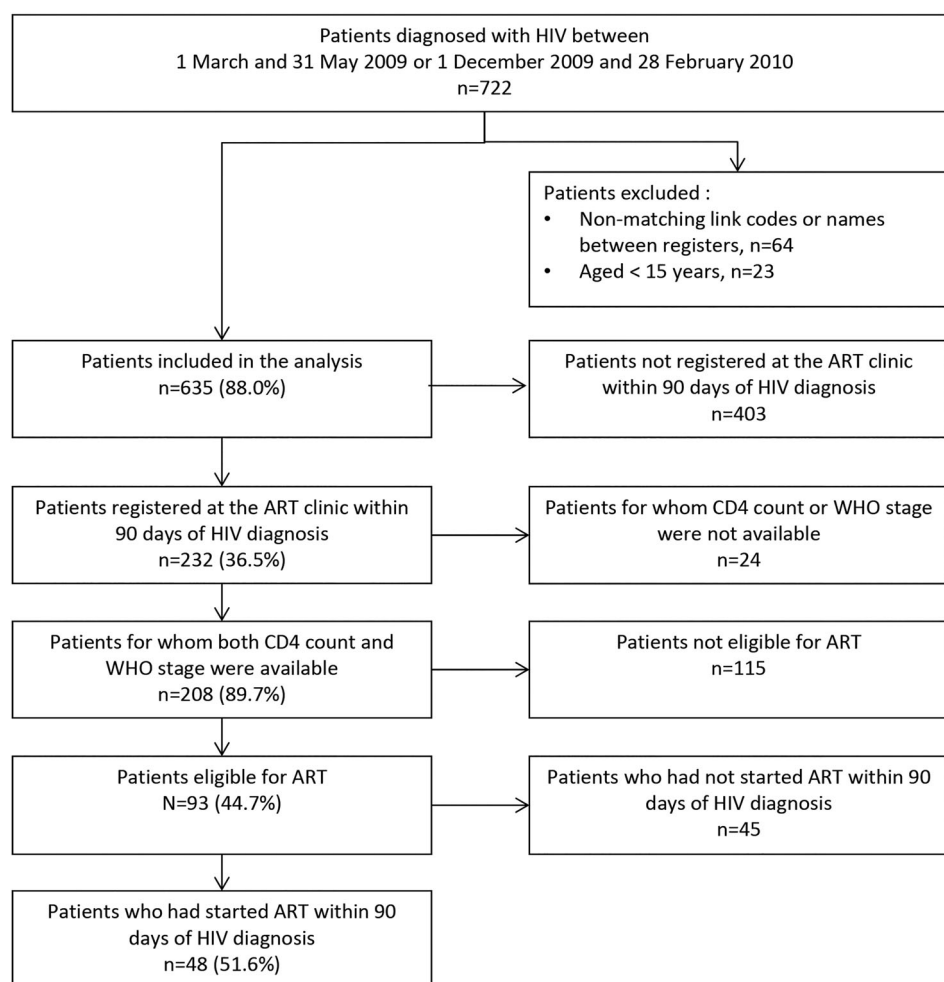 Patients diagnosed with HIV between
1 March and 31 May 2009 or 1 December 2009 and 28 February 2010
n=722
Patients excluded :
• Non-matching link codes or names
between registers, n=64
• Aged < 15 years, n=23
Patients included in the analysis
n=635 (88.0%)
Patients not registered at the ART clinic
within 90 days of HIV diagnosis
n=403
Patients registered at the ART clinic within
90 days of HIV diagnosis
n=232 (36.5%)
Patients for whom CD4 count or WHO stage
were not available
n=24
Patients for whom both CD4 count and
WHO stage were available
n=208 (89.7%)
Patients not eligible for ART
n=115
Patients eligible for ART
N=93 (44.7%)
Patients who had not started ART within 90
days of HIV diagnosis
n=45
Patients who had started ART within 90
days of HIV diagnosis
n=48 (51.6%)